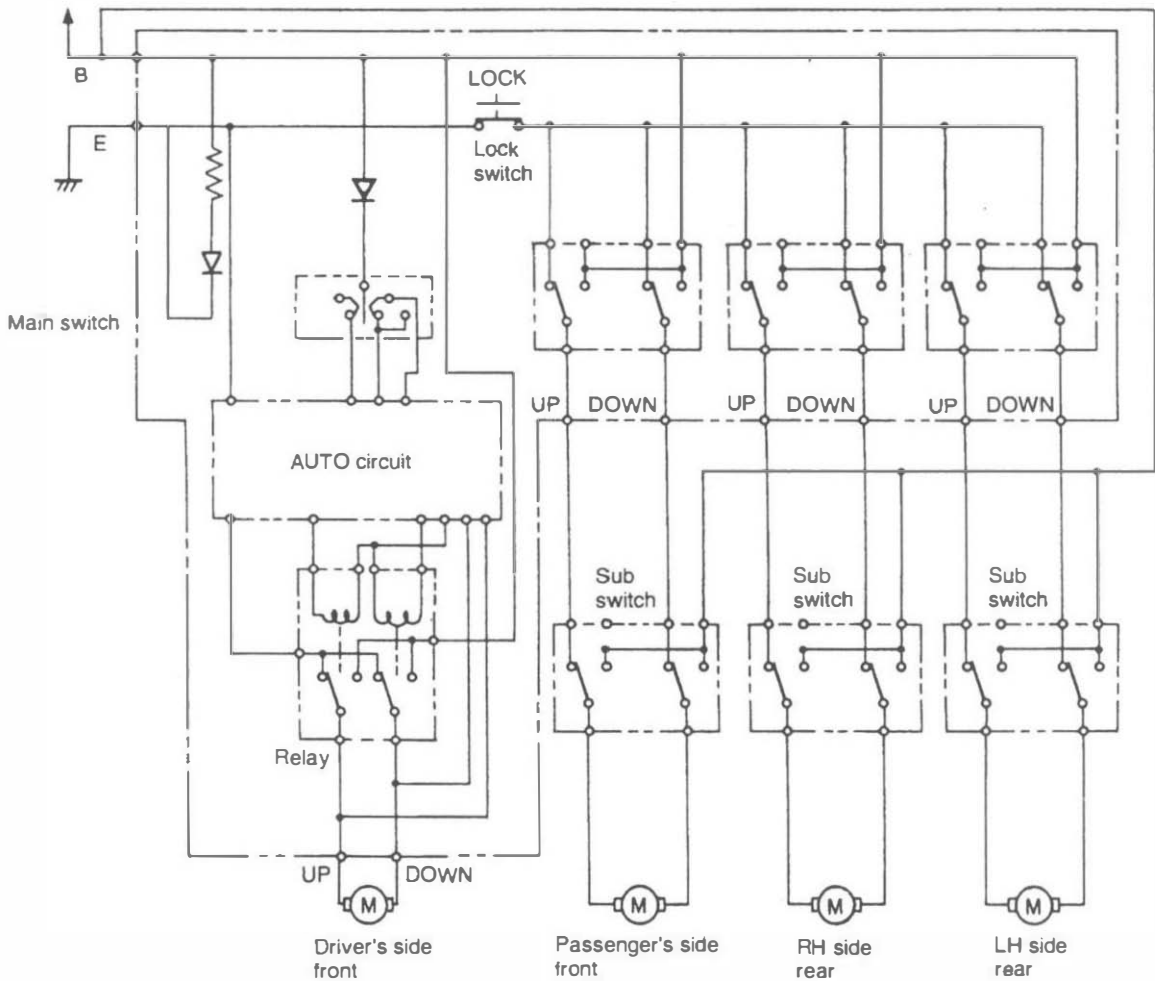 B
LOCK
E
Lock
switch
Main switch
UP DOWN UP DOWN UP DOWN
AUTO circuit
Sub
switch
Sub
switch
Sub
switch
Relay
UP DOWN
M M M M
Driver's side
front
Passenger's side
front
RH side
rear
LH side
rear